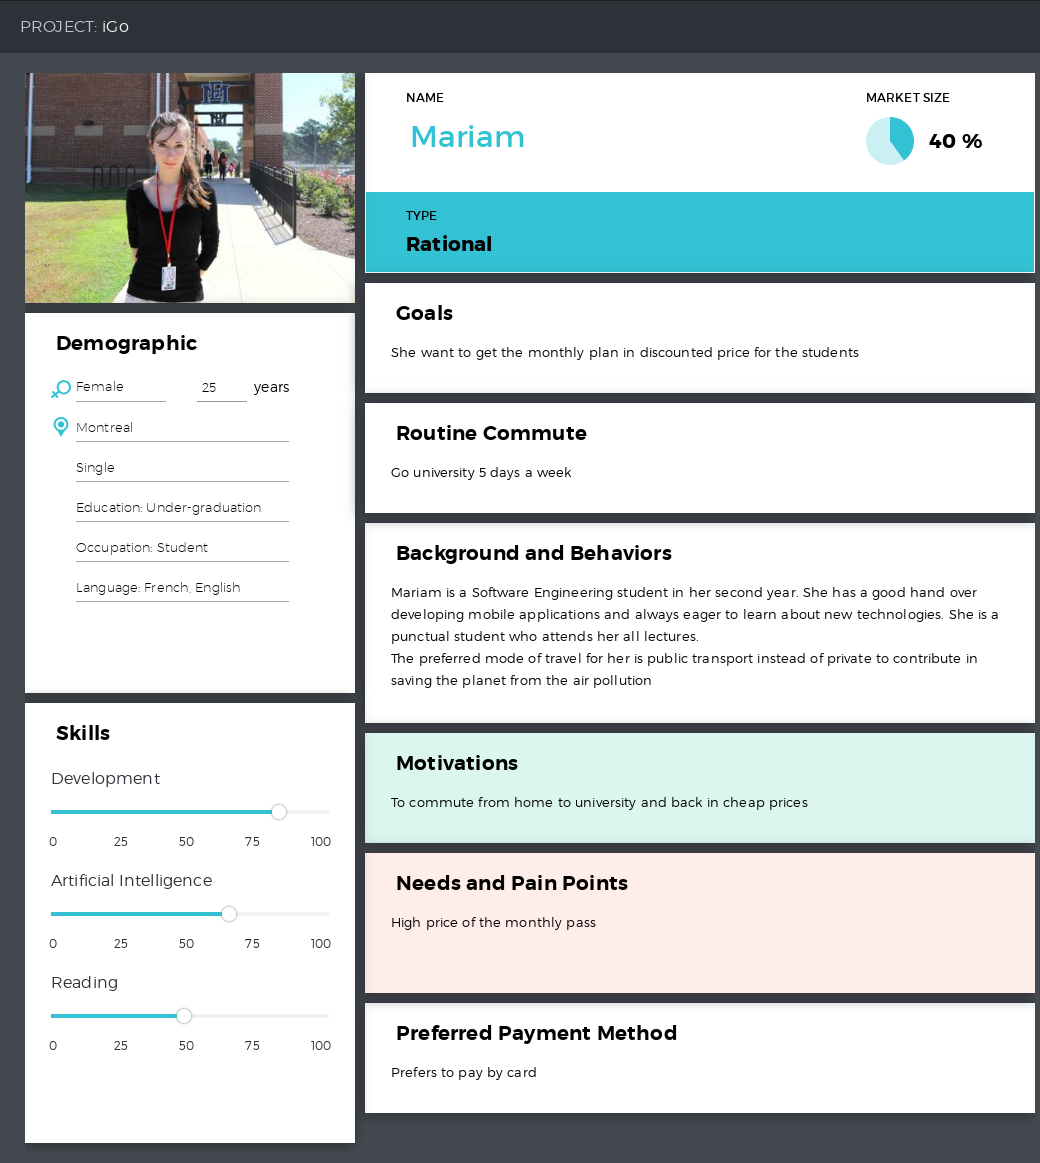 PROJECT: iGo
NAME
Mariam
MARKET SIZE
40 %
TYPE
Rational
Demographic
Female 25 years
Montreal
Single
Education: Under-graduation
Occupation: Student
Language: French, English
Skills
Development
0 25 50 75 100
Artificial Intelligence
0 25 50 75 100
Reading
0 25 50 75 100
Goals
She want to get the monthly plan in discounted price for the students
Routine Commute
Go university 5 days a week
Background and Behaviors
Mariam is a Software Engineering student in her second year. She has a good hand over
developing mobile applications and always eager to learn about new technologies. She is a
punctual student who attends her all lectures.
The preferred mode of travel for her is public transport instead of private to contribute in
saving the planet from the air pollution
Motivations
To commute from home to university and back in cheap prices
Needs and Pain Points
High price of the monthly pass
Preferred Payment Method
Prefers to pay by card